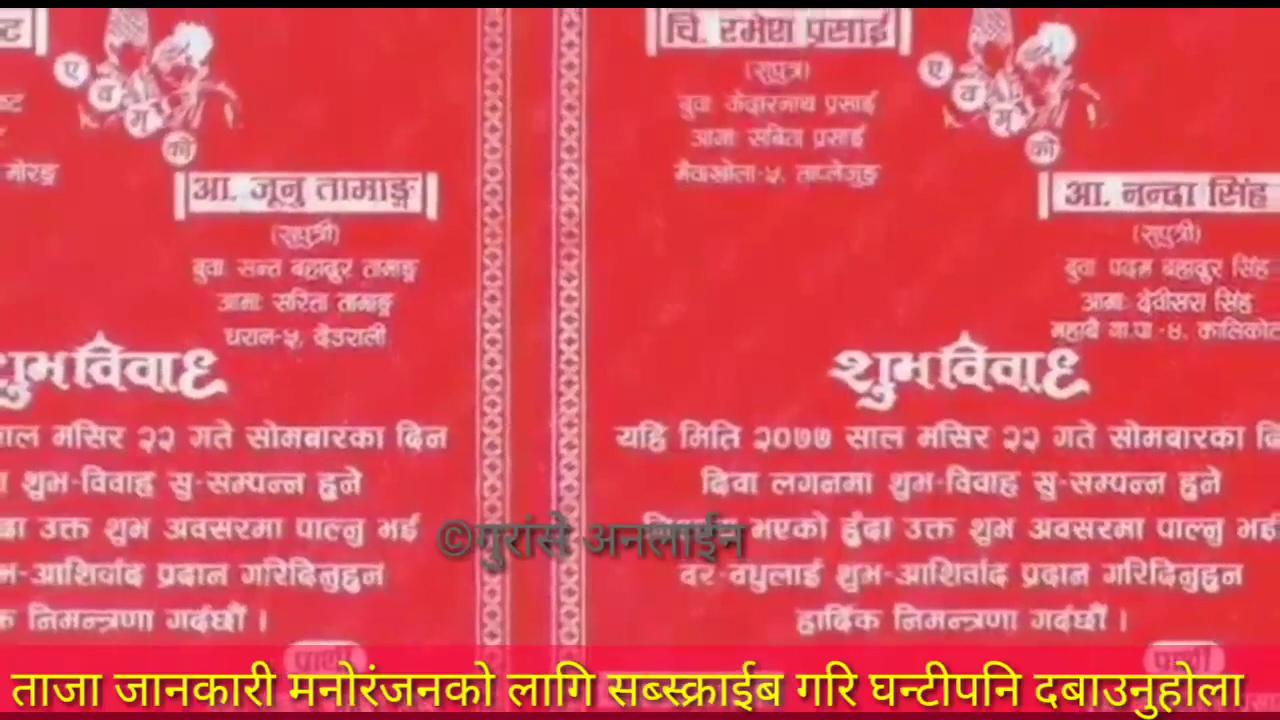 ष्ट
ए
व
म्
को
मोरङ्ग
आ. जूनु तामाङ्ग
(सुपुत्री)
बुवाः सन्त बहादुर तामाङ्ग
आमाः सरिता तामाङ्ग
धरान-५, देउराली
शुभविवाह
साल मंसिर २२ गते सोमबारका दिन
शुभ-विवाह सु-सम्पन्न हुने
उक्त शुभ अवसरमा पाल्नु भई
शुभ-आशिर्वाद प्रदान गरिदिनुहुन
निमन्त्रणा गर्दछौं ।
प्रार्थी
चि. रमेश प्रसाई
(सुपुत्र)
बुवाः केदारनाथ प्रसाई
आमाः सबिता प्रसाई
मैवाखोला-५, ताप्लेजुङ्ग
ए
व
म्
को
आ. नन्दा सिंह
(सुपुत्री)
बुवाः पदम बहादुर सिंह
आमाः देवीसरा सिंह
महाबै गा.पा.-४, कालिकोट
शुभविवाह
यहि मिति २०७७ साल मंसिर २२ गते सोमबारका दि
दिवा लगनमा शुभ-विवाह सु-सम्पन्न हुने
भएको हुँदा उक्त शुभ अवसरमा पाल्नु भई
वर-वधुलाई शुभ-आशिर्वाद प्रदान गरिदिनुहुन
हार्दिक निमन्त्रणा गर्दछौं ।
प्रार्थी
©गुरांसे अनलाईन
ताजा जानकारी मनोरंजनको लागि सब्स्क्राईब गरि घन्टीपनि दबाउनुहोला